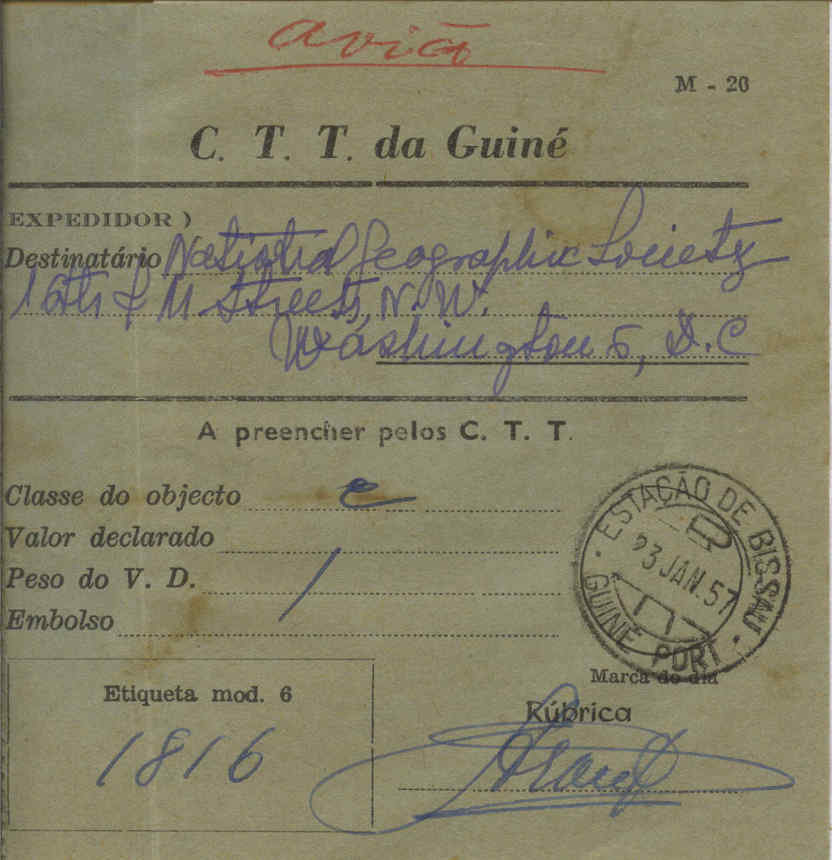 avião
M - 20
C. T. T. da Guiné
EXPEDIDOR )
Destinatário National Geographic Society
16th & M. Streets, N. W.
Washington 6, D. C
A preencher pelos C. T. T.
Classe do objecto c
Valor declarado
Peso do V. D. /
Embolso
ESTAÇÃO DE BISSAU
23 JAN. 57
GUINÉ PORT.
Marca do dia
Etiqueta mod. 6
Rúbrica
1816